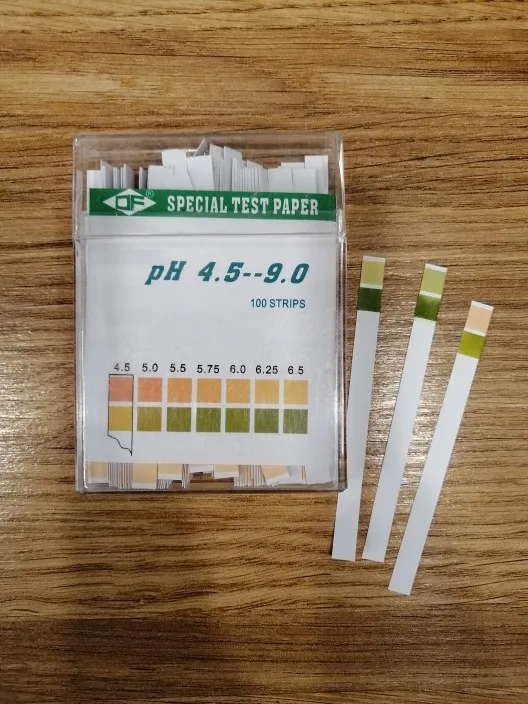 QF® SPECIAL TEST PAPER
pH 4.5--9.0
100 STRIPS
4.5 5.0 5.5 5.75 6.0 6.25 6.5